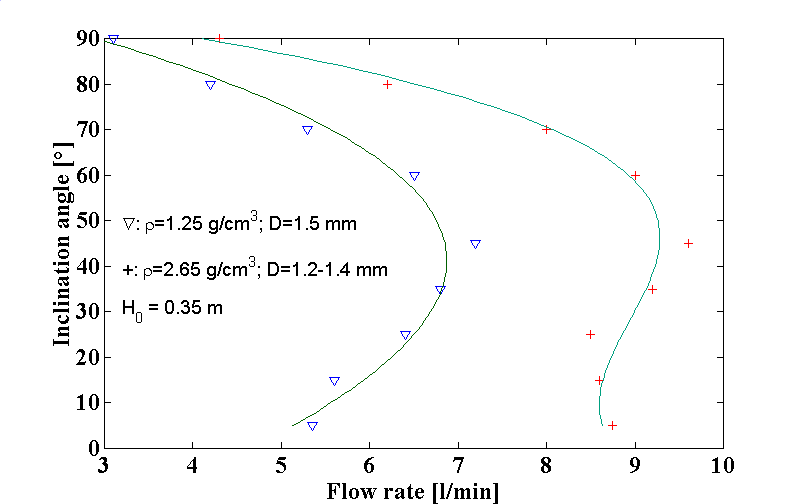 90
80
70
60
50
40
30
20
10
0
Inclination angle [°]
▽: ρ=1.25 g/cm³; D=1.5 mm
+: ρ=2.65 g/cm³; D=1.2-1.4 mm
H₀ = 0.35 m
3 4 5 6 7 8 9 10
Flow rate [l/min]